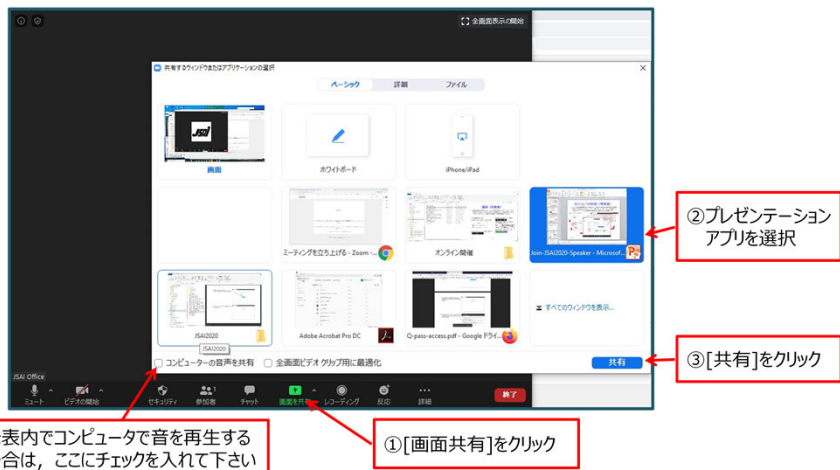 全画面表示の開始
共有するウィンドウまたはアプリケーションの選択
ベーシック 詳細 ファイル
JSAI
画面
ホワイトボード
iPhone/iPad
ミーティングを立ち上げる - Zoom -...
オンライン開催
Join-JSAI2020-Speaker - Microsof...
②プレゼンテーション
アプリを選択
すべてのウィンドウを表示...
JSAI2020
Adobe Acrobat Pro DC
Q-pass-access.pdf - Google ドライ...
JSAI2020
コンピューターの音声を共有
全画面ビデオ クリップ用に最適化
共有
③[共有]をクリック
JSAI Office
ミュート
ビデオの開始
セキュリティ
参加者
チャット
画面を共有
レコーディング
反応
詳細
終了
表内でコンピュータで音を再生する
合は，ここにチェックを入れて下さい
①[画面共有]をクリック